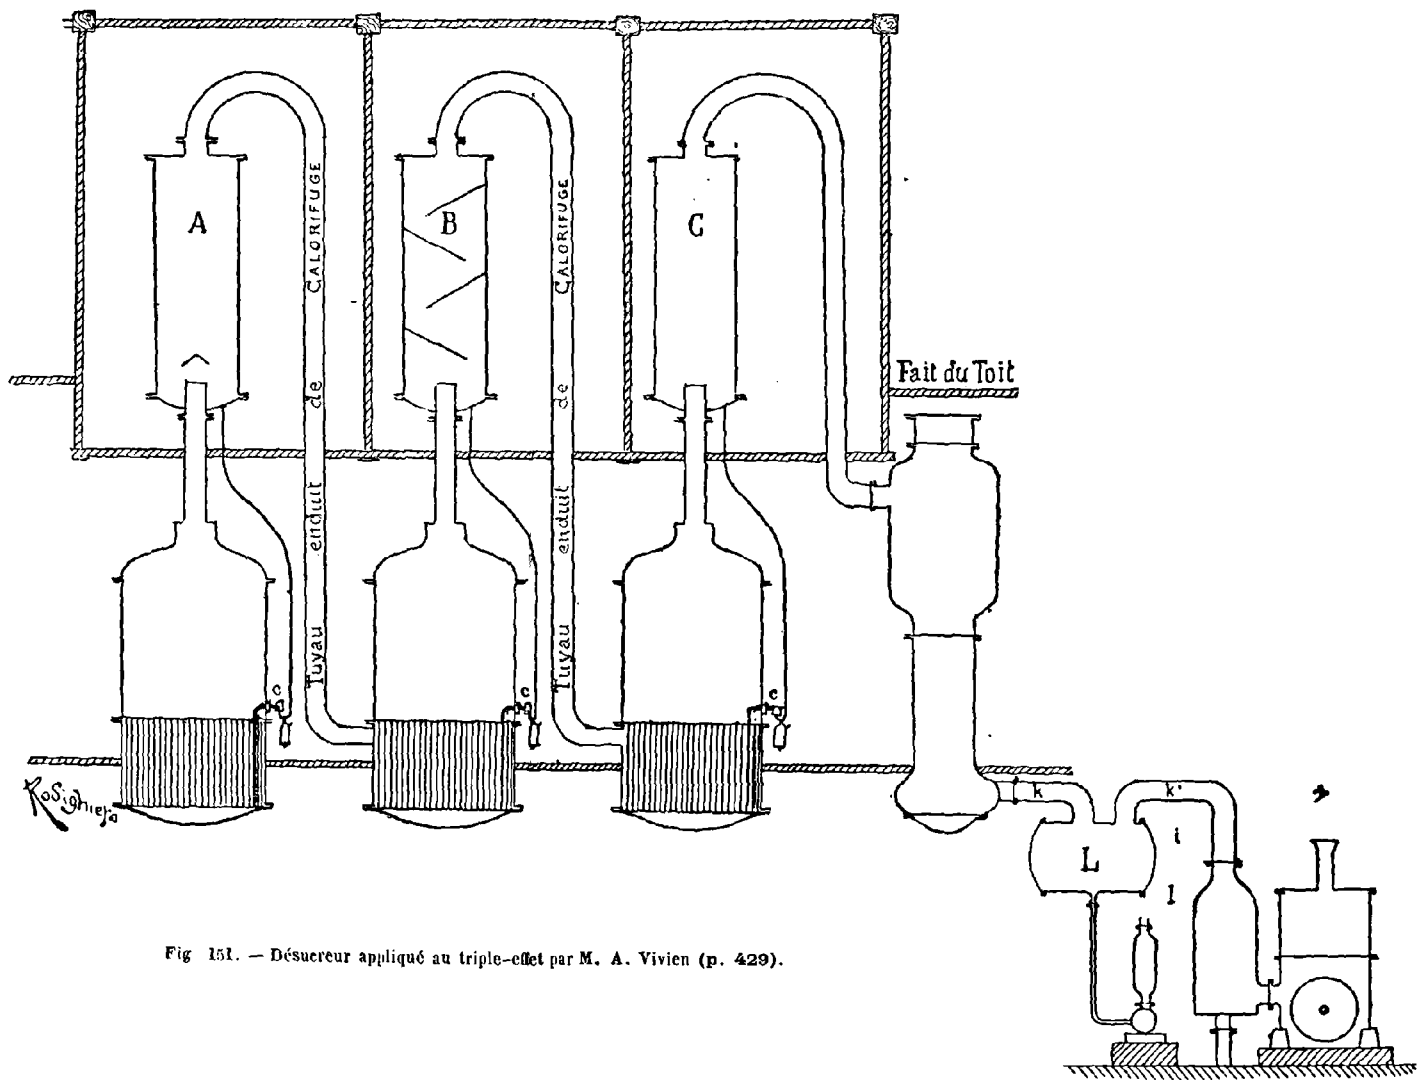 A
B
C
Tuyau enduit de CALORIFUGE
Tuyau enduit de CALORIFUGE
Fait du Toit
c
c
c
Rosighiera
k
k'
i
L
l
Fig 151. — Désucreur appliqué au triple-effet par M. A. Vivien (p. 429).